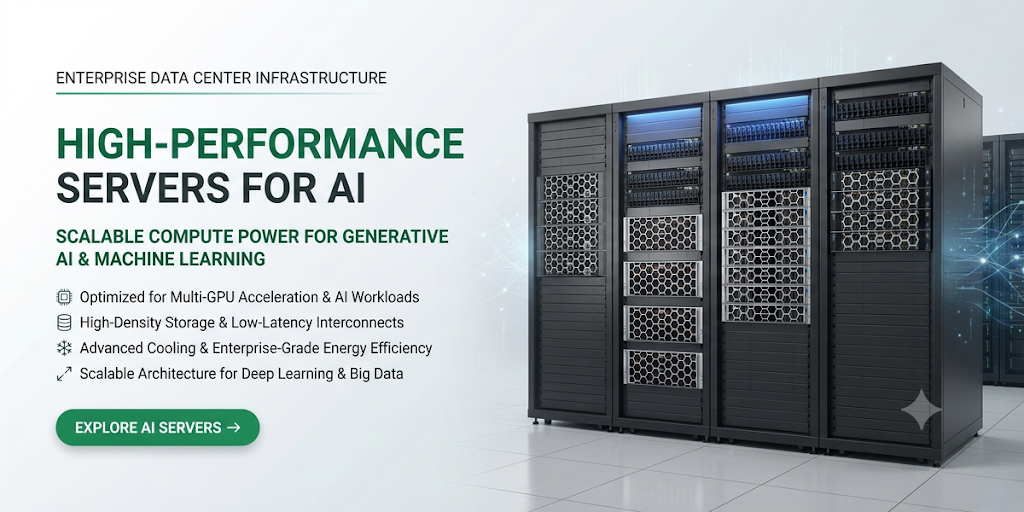 ENTERPRISE DATA CENTER INFRASTRUCTURE
HIGH-PERFORMANCE
SERVERS FOR AI
SCALABLE COMPUTE POWER FOR GENERATIVE
AI & MACHINE LEARNING
Optimized for Multi-GPU Acceleration & AI Workloads
High-Density Storage & Low-Latency Interconnects
Advanced Cooling & Enterprise-Grade Energy Efficiency
Scalable Architecture for Deep Learning & Big Data
EXPLORE AI SERVERS →